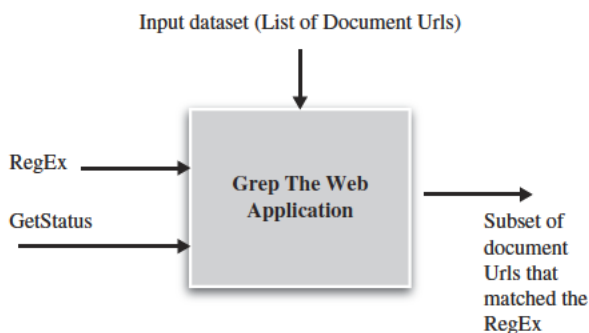 Input dataset (List of Document Urls)
RegEx
GetStatus
Grep The Web
Application
Subset of
document
Urls that
matched the
RegEx